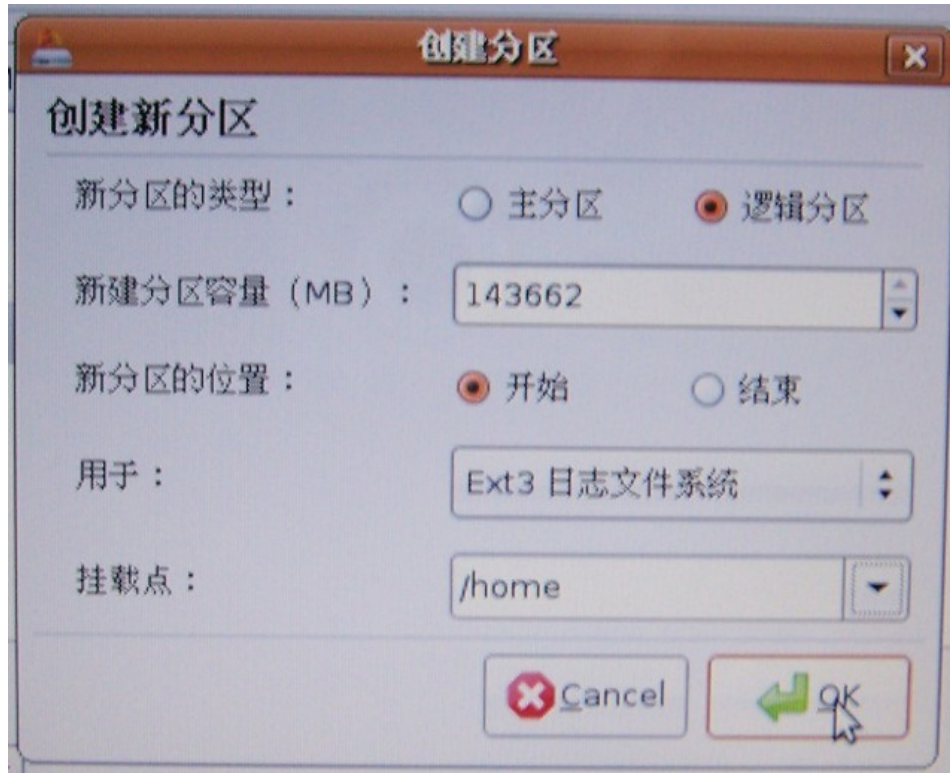 创建分区
创建新分区
新分区的类型： 主分区 逻辑分区
新建分区容量（MB）： 143662
新分区的位置： 开始 结束
用于： Ext3 日志文件系统
挂载点： /home
Cancel OK